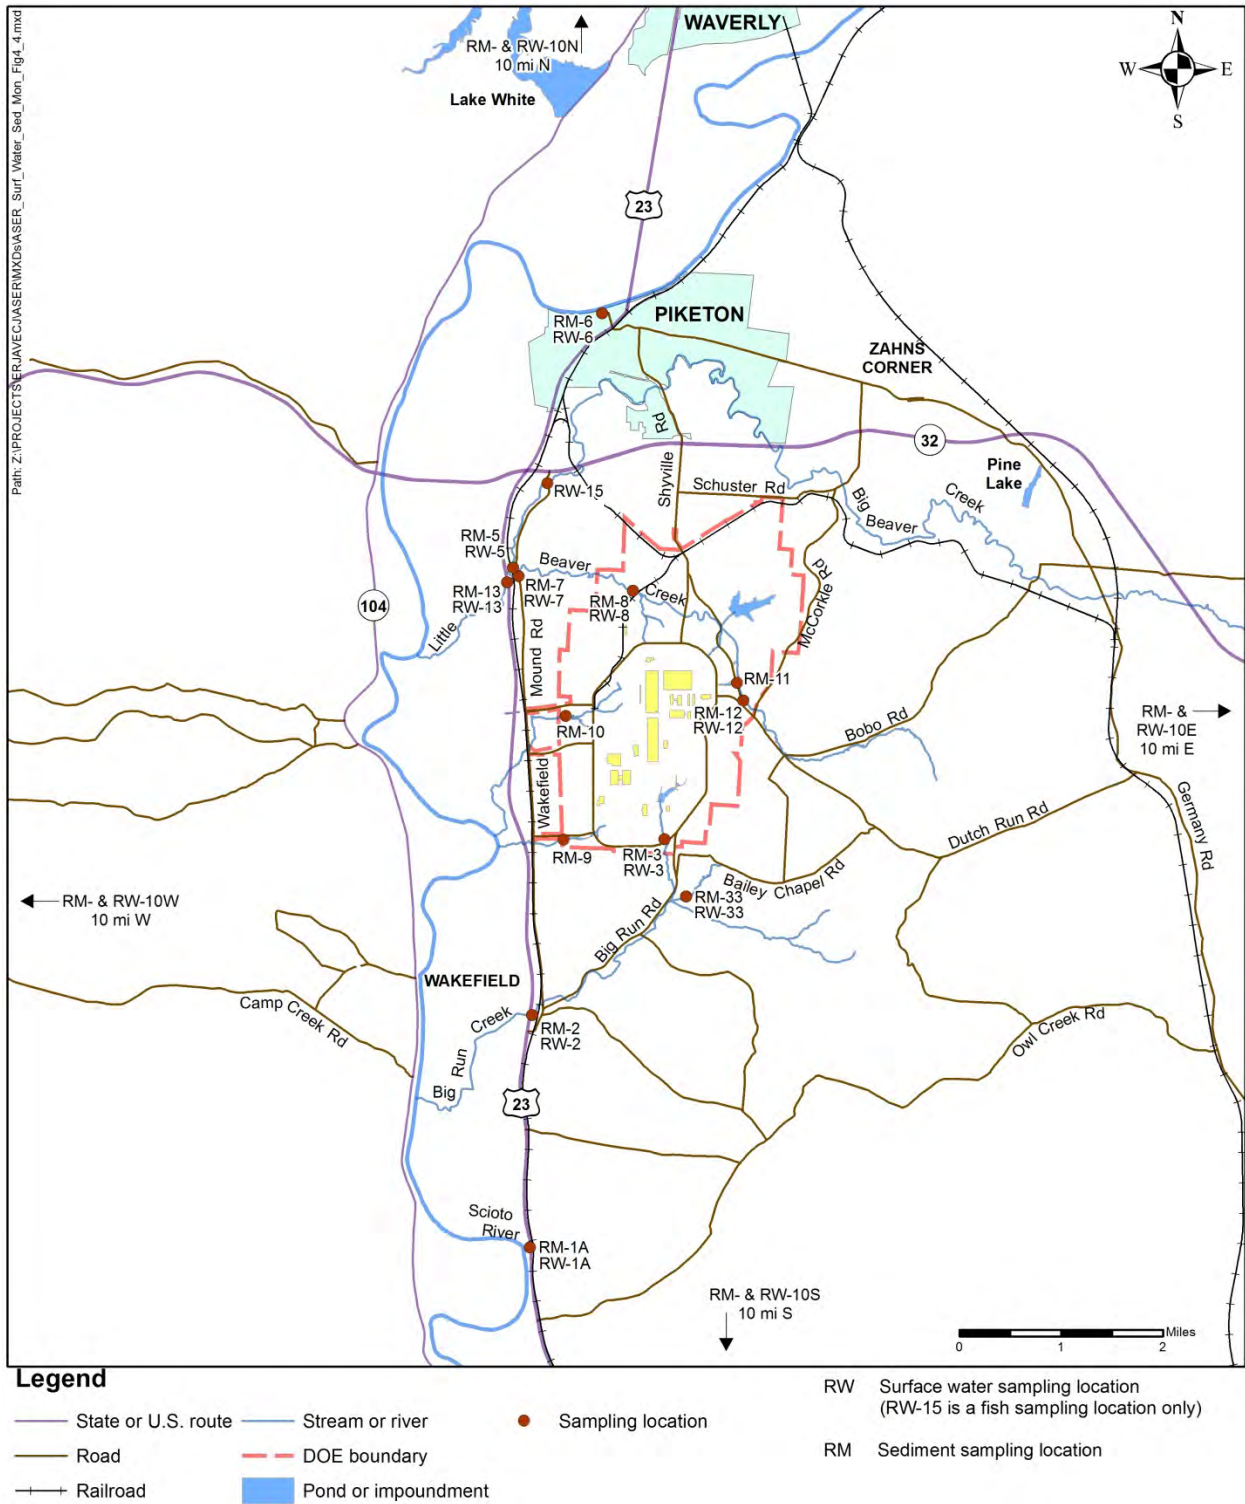 Path: Z:\PROJECTS\ERJAVECJ\ASER\MXDs\ASER_Surf_Water_Sed_Mon_Fig4_4.mxd
RM- & RW-10N
10 mi N
WAVERLY
N
W
E
S
Lake White
23
RM-6
RW-6
PIKETON
ZAHNS
CORNER
32
Pine
Lake
Shyville Rd
Schuster Rd
RW-15
Big Beaver Creek
RM-5
RW-5
RM-13
RW-13
RM-7
RW-7
Little Beaver Creek
RM-8
RW-8
McCorkle Rd
104
Mound Rd
RM-11
RM-12
RW-12
RM-10
Bobo Rd
RM- &
RW-10E
10 mi E
Wakefield
Germany Rd
Dutch Run Rd
RM-9
RM-3
RW-3
Bailey Chapel Rd
RM-33
RW-33
RM- & RW-10W
10 mi W
Big Run Rd
WAKEFIELD
Camp Creek Rd
Big Run Creek
RM-2
RW-2
Owl Creek Rd
23
Scioto
River
RM-1A
RW-1A
RM- & RW-10S
10 mi S
Miles
0 1 2
Legend
State or U.S. route
Road
Railroad
Stream or river
DOE boundary
Pond or impoundment
Sampling location
RW Surface water sampling location
(RW-15 is a fish sampling location only)
RM Sediment sampling location